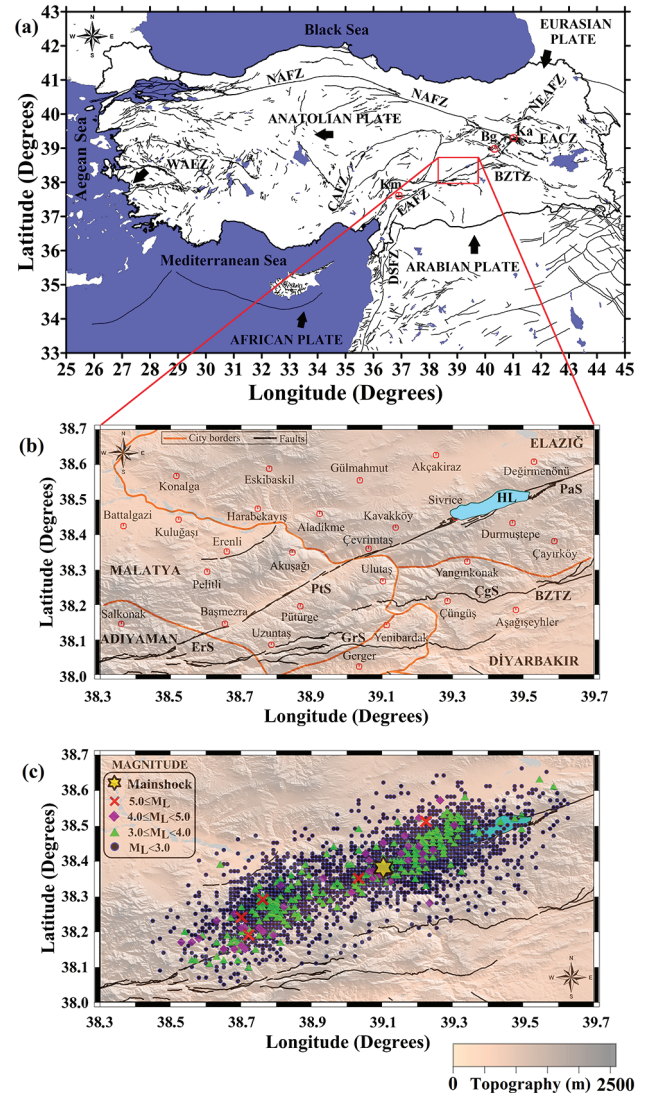 (a)
43
42
41
40
39
38
37
36
35
34
33
Latitude (Degrees)
N
W
E
S
Black Sea
EURASIAN
PLATE
NAFZ
NAFZ
NEAFZ
Aegean Sea
ANATOLIAN PLATE
Bg
Ka
EACZ
WAEZ
BZTZ
CAFZ
Km
EAFZ
Mediterranean Sea
DSFZ
ARABIAN PLATE
AFRICAN PLATE
25 26 27 28 29 30 31 32 33 34 35 36 37 38 39 40 41 42 43 44 45
Longitude (Degrees)
(b)
38.7
38.6
38.5
38.4
38.3
38.2
38.1
38.0
Latitude (Degrees)
N
W
E
S
City borders
Faults
ELAZIĞ
Akçakiraz
Gülmahmut
Değirmenönü
Eskibaskil
Konalga
PaS
HL
Sivrice
Battalgazi
Harabekayış
Kuluğaşı
Aladikme
Kavakköy
Durmuştepe
Erenli
Çevrimtaş
Çayırköy
Akuşağı
MALATYA
Ulutaş
Yangınkonak
Pelitli
PtS
CgS
BZTZ
Salkonak
Başmezra
Pütürge
Çüngüş
Aşağışeyhler
ADIYAMAN
Uzuntaş
GrS
Yenibardak
ErS
Gerger
DİYARBAKIR
38.3 38.5 38.7 38.9 39.1 39.3 39.5 39.7
Longitude (Degrees)
(c)
38.7
38.6
38.5
38.4
38.3
38.2
38.1
38.0
Latitude (Degrees)
MAGNITUDE
Mainshock
5.0≤ML
4.0≤ML<5.0
3.0≤ML<4.0
ML<3.0
N
W
E
S
38.3 38.5 38.7 38.9 39.1 39.3 39.5 39.7
Longitude (Degrees)
0 Topography (m) 2500